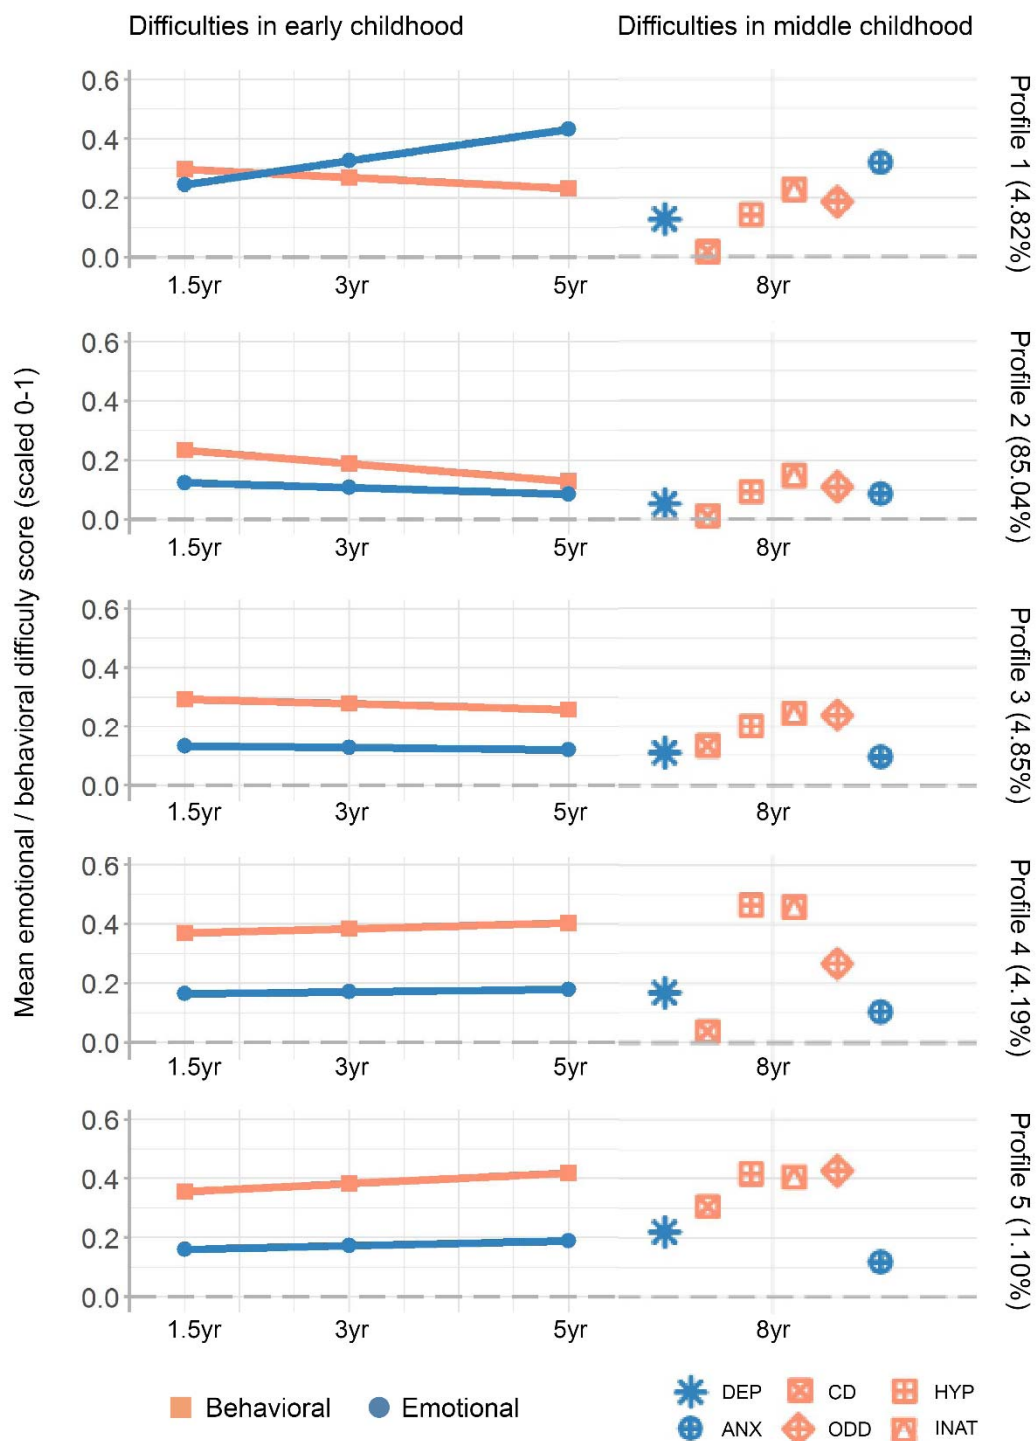 Difficulties in early childhood
Difficulties in middle childhood
Mean emotional / behavioral difficuly score (scaled 0-1)
0.6
0.4
0.2
0.0
1.5yr 3yr 5yr 8yr
Profile 1 (4.82%)
0.6
0.4
0.2
0.0
1.5yr 3yr 5yr 8yr
Profile 2 (85.04%)
0.6
0.4
0.2
0.0
1.5yr 3yr 5yr 8yr
Profile 3 (4.85%)
0.6
0.4
0.2
0.0
1.5yr 3yr 5yr 8yr
Profile 4 (4.19%)
0.6
0.4
0.2
0.0
1.5yr 3yr 5yr 8yr
Profile 5 (1.10%)
Behavioral Emotional
DEP CD HYP
ANX ODD INAT